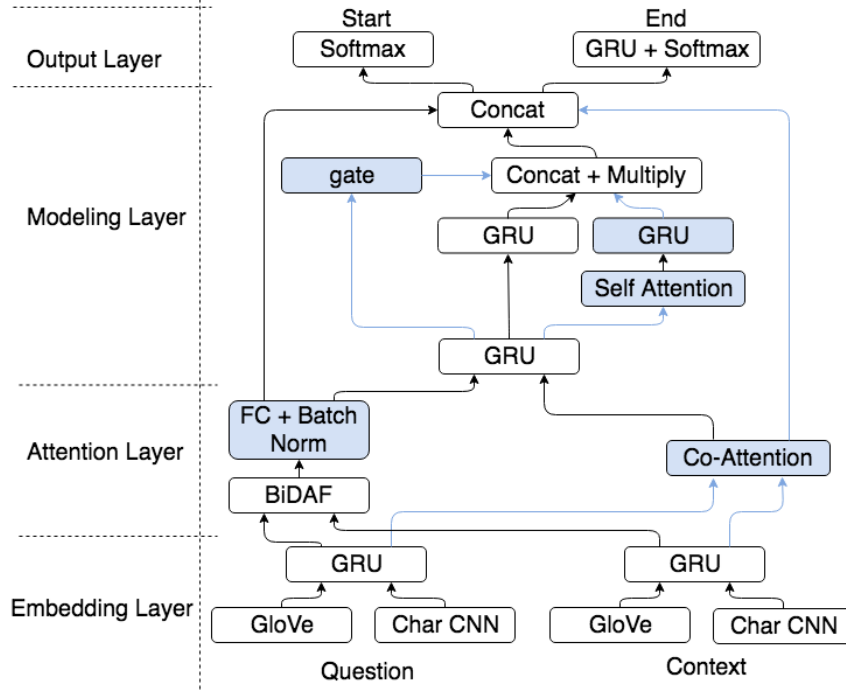 Start
End
Output Layer
Softmax
GRU + Softmax
Concat
gate
Concat + Multiply
Modeling Layer
GRU
GRU
Self Attention
GRU
FC + Batch
Norm
Attention Layer
Co-Attention
BiDAF
GRU
GRU
Embedding Layer
GloVe
Char CNN
GloVe
Char CNN
Question
Context